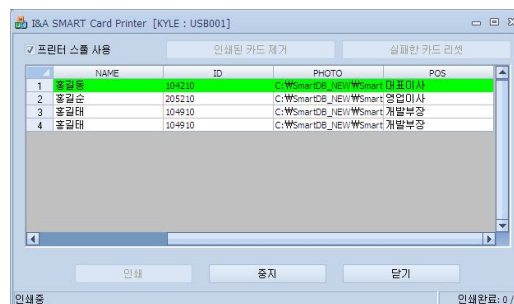 I&A SMART Card Printer [KYLE : USB001]
프린터 스풀 사용 인쇄된 카드 제거 실패한 카드 리셋
NAME ID PHOTO POS
1 홍길동 104210 C:₩SmartDB_NEW₩Smart 대표이사
2 홍길순 205210 C:₩SmartDB_NEW₩Smart 영업이사
3 홍길태 104910 C:₩SmartDB_NEW₩Smart 개발부장
4 홍길태 104910 C:₩SmartDB_NEW₩Smart 개발부장
인쇄 중지 닫기
인쇄중 인쇄완료: 0 /